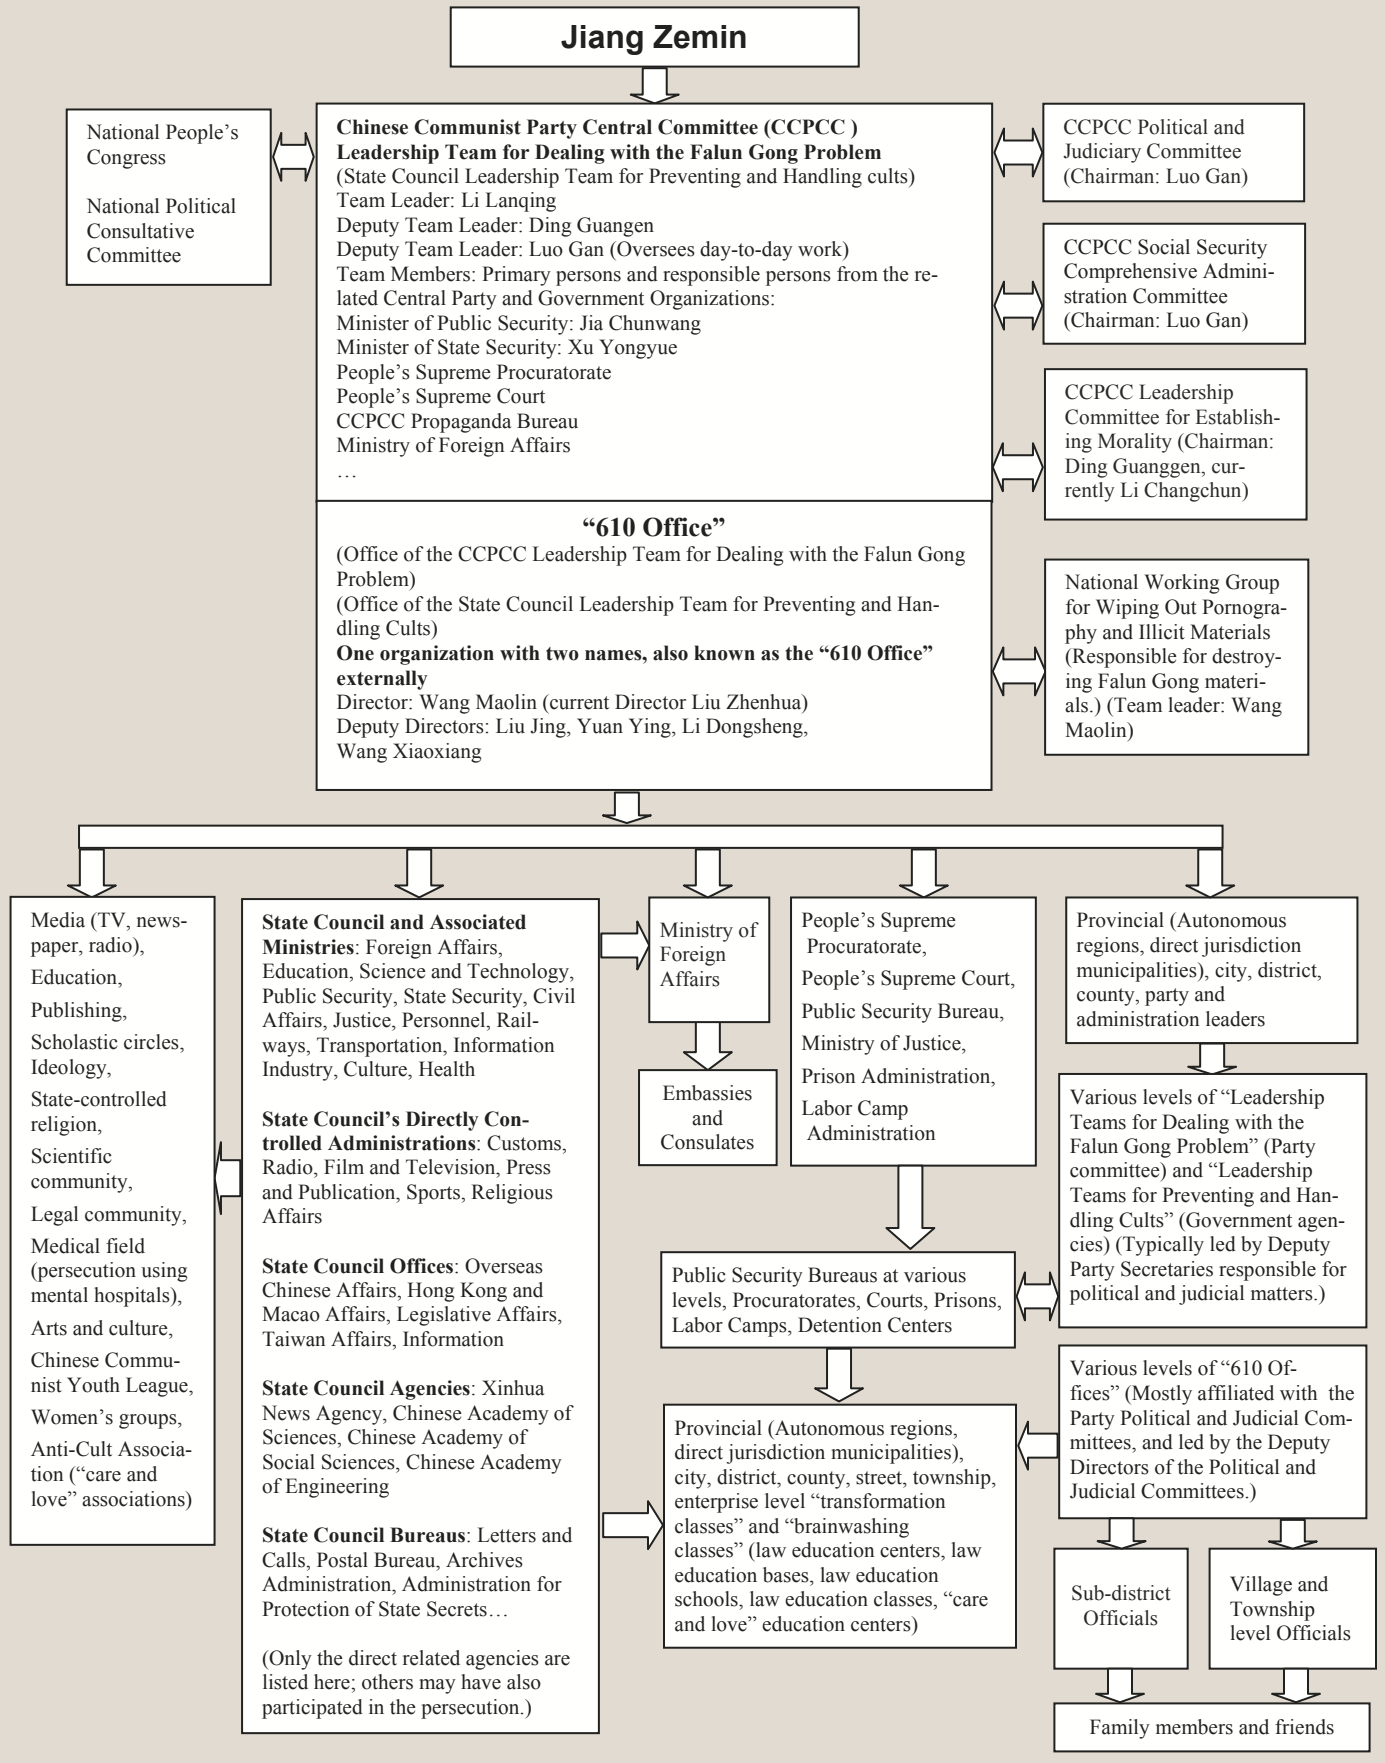 Jiang Zemin
National People's
Congress
National Political
Consultative
Committee
Chinese Communist Party Central Committee (CCPCC )
Leadership Team for Dealing with the Falun Gong Problem
(State Council Leadership Team for Preventing and Handling cults)
Team Leader: Li Lanqing
Deputy Team Leader: Ding Guangen
Deputy Team Leader: Luo Gan (Oversees day-to-day work)
Team Members: Primary persons and responsible persons from the re-
lated Central Party and Government Organizations:
Minister of Public Security: Jia Chunwang
Minister of State Security: Xu Yongyue
People's Supreme Procuratorate
People's Supreme Court
CCPCC Propaganda Bureau
Ministry of Foreign Affairs
…
CCPCC Political and
Judiciary Committee
(Chairman: Luo Gan)
CCPCC Social Security
Comprehensive Admini-
stration Committee
(Chairman: Luo Gan)
CCPCC Leadership
Committee for Establish-
ing Morality (Chairman:
Ding Guanggen, cur-
rently Li Changchun)
“610 Office”
(Office of the CCPCC Leadership Team for Dealing with the Falun Gong
Problem)
(Office of the State Council Leadership Team for Preventing and Han-
dling Cults)
One organization with two names, also known as the “610 Office”
externally
Director: Wang Maolin (current Director Liu Zhenhua)
Deputy Directors: Liu Jing, Yuan Ying, Li Dongsheng,
Wang Xiaoxiang
National Working Group
for Wiping Out Pornogra-
phy and Illicit Materials
(Responsible for destroy-
ing Falun Gong materi-
als.) (Team leader: Wang
Maolin)
Media (TV, news-
paper, radio),
Education,
Publishing,
Scholastic circles,
Ideology,
State-controlled
religion,
Scientific
community,
Legal community,
Medical field
(persecution using
mental hospitals),
Arts and culture,
Chinese Commu-
nist Youth League,
Women's groups,
Anti-Cult Associa-
tion (“care and
love” associations)
State Council and Associated
Ministries: Foreign Affairs,
Education, Science and Technology,
Public Security, State Security, Civil
Affairs, Justice, Personnel, Rail-
ways, Transportation, Information
Industry, Culture, Health
State Council's Directly Con-
trolled Administrations: Customs,
Radio, Film and Television, Press
and Publication, Sports, Religious
Affairs
State Council Offices: Overseas
Chinese Affairs, Hong Kong and
Macao Affairs, Legislative Affairs,
Taiwan Affairs, Information
State Council Agencies: Xinhua
News Agency, Chinese Academy of
Sciences, Chinese Academy of
Social Sciences, Chinese Academy
of Engineering
State Council Bureaus: Letters and
Calls, Postal Bureau, Archives
Administration, Administration for
Protection of State Secrets…
(Only the direct related agencies are
listed here; others may have also
participated in the persecution.)
Ministry of
Foreign
Affairs
Embassies
and
Consulates
People's Supreme
Procuratorate,
People's Supreme Court,
Public Security Bureau,
Ministry of Justice,
Prison Administration,
Labor Camp
Administration
Provincial (Autonomous
regions, direct jurisdiction
municipalities), city, district,
county, party and
administration leaders
Various levels of “Leadership
Teams for Dealing with the
Falun Gong Problem” (Party
committee) and “Leadership
Teams for Preventing and Han-
dling Cults” (Government agen-
cies) (Typically led by Deputy
Party Secretaries responsible for
political and judicial matters.)
Public Security Bureaus at various
levels, Procuratorates, Courts, Prisons,
Labor Camps, Detention Centers
Various levels of “610 Of-
fices” (Mostly affiliated with the
Party Political and Judicial Com-
mittees, and led by the Deputy
Directors of the Political and
Judicial Committees.)
Provincial (Autonomous regions,
direct jurisdiction municipalities),
city, district, county, street, township,
enterprise level “transformation
classes” and “brainwashing
classes” (law education centers, law
education bases, law education
schools, law education classes, “care
and love” education centers)
Sub-district
Officials
Village and
Township
level Officials
Family members and friends